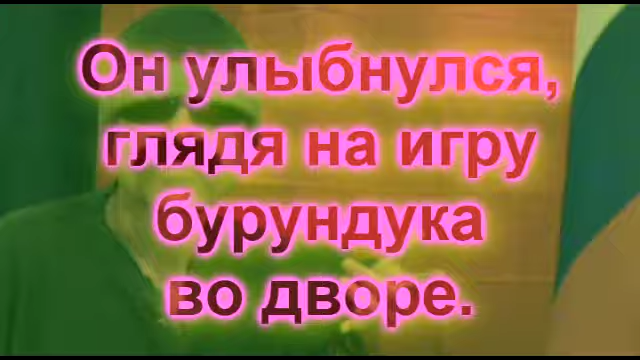 Он улыбнулся,
глядя на игру
бурундука
во дворе.